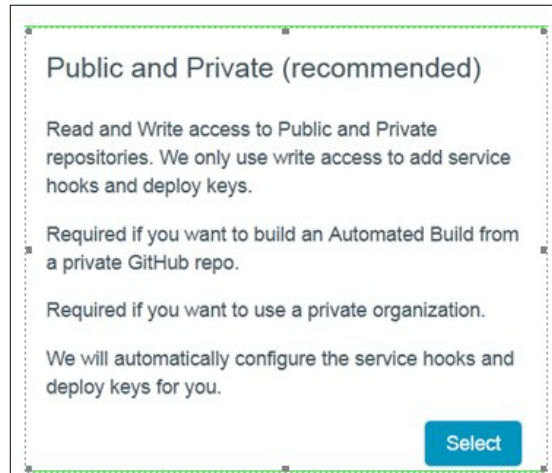 Public and Private (recommended)
Read and Write access to Public and Private
repositories. We only use write access to add service
hooks and deploy keys.
Required if you want to build an Automated Build from
a private GitHub repo.
Required if you want to use a private organization.
We will automatically configure the service hooks and
deploy keys for you.
Select